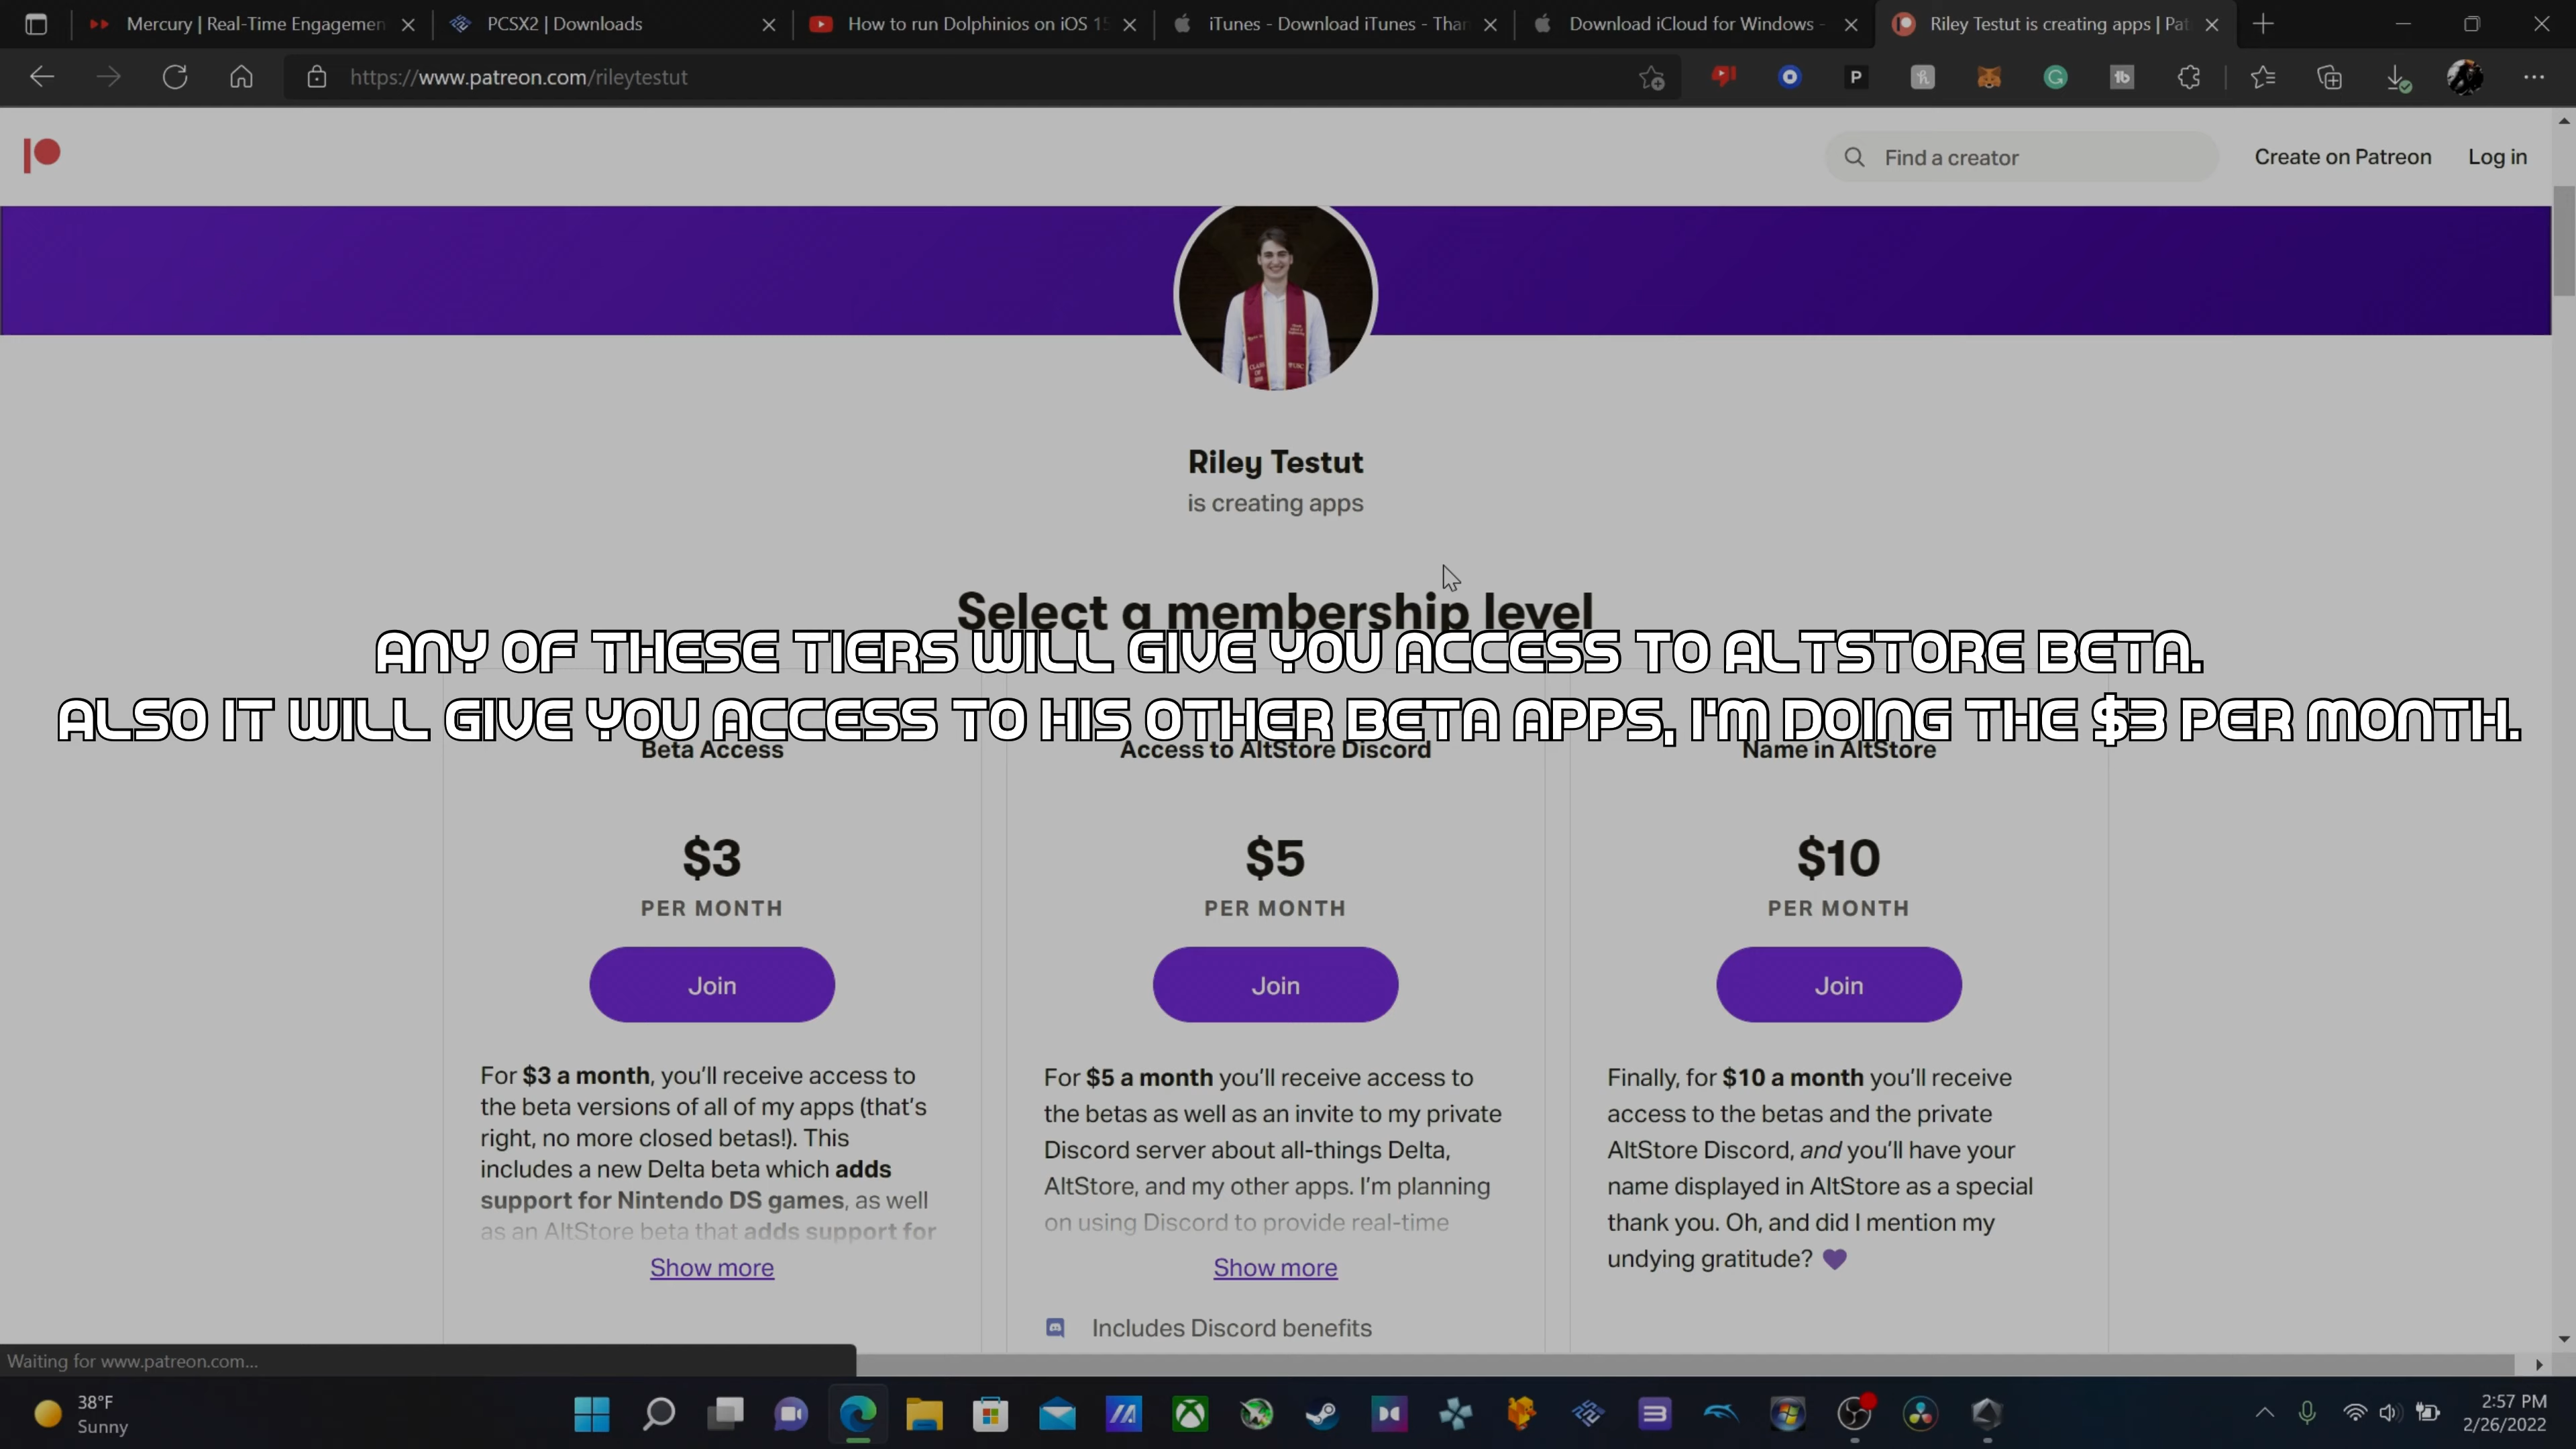 Mercury | Real-Time Engagemen
PCSX2 | Downloads
How to run Dolphinios on iOS 15
iTunes - Download iTunes - Than
Download iCloud for Windows -
Riley Testut is creating apps | Pat
https://www.patreon.com/rileytestut
Find a creator
Create on Patreon
Log in
Riley Testut
is creating apps
Select a membership level
ANY OF THESE TIERS WILL GIVE YOU ACCESS TO ALTSTORE BETA.
ALSO IT WILL GIVE YOU ACCESS TO HIS OTHER BETA APPS, I'M DOING THE $3 PER MONTH.
Beta Access
$3
PER MONTH
Join
For $3 a month, you'll receive access to
the beta versions of all of my apps (that's
right, no more closed betas!). This
includes a new Delta beta which adds
support for Nintendo DS games, as well
as an AltStore beta that adds support for
Show more
Access to AltStore Discord
$5
PER MONTH
Join
For $5 a month you'll receive access to
the betas as well as an invite to my private
Discord server about all-things Delta,
AltStore, and my other apps. I'm planning
on using Discord to provide real-time
Show more
Includes Discord benefits
Name in AltStore
$10
PER MONTH
Join
Finally, for $10 a month you'll receive
access to the betas and the private
AltStore Discord, and you'll have your
name displayed in AltStore as a special
thank you. Oh, and did I mention my
undying gratitude? 💜
Waiting for www.patreon.com...
38°F
Sunny
2:57 PM
2/26/2022